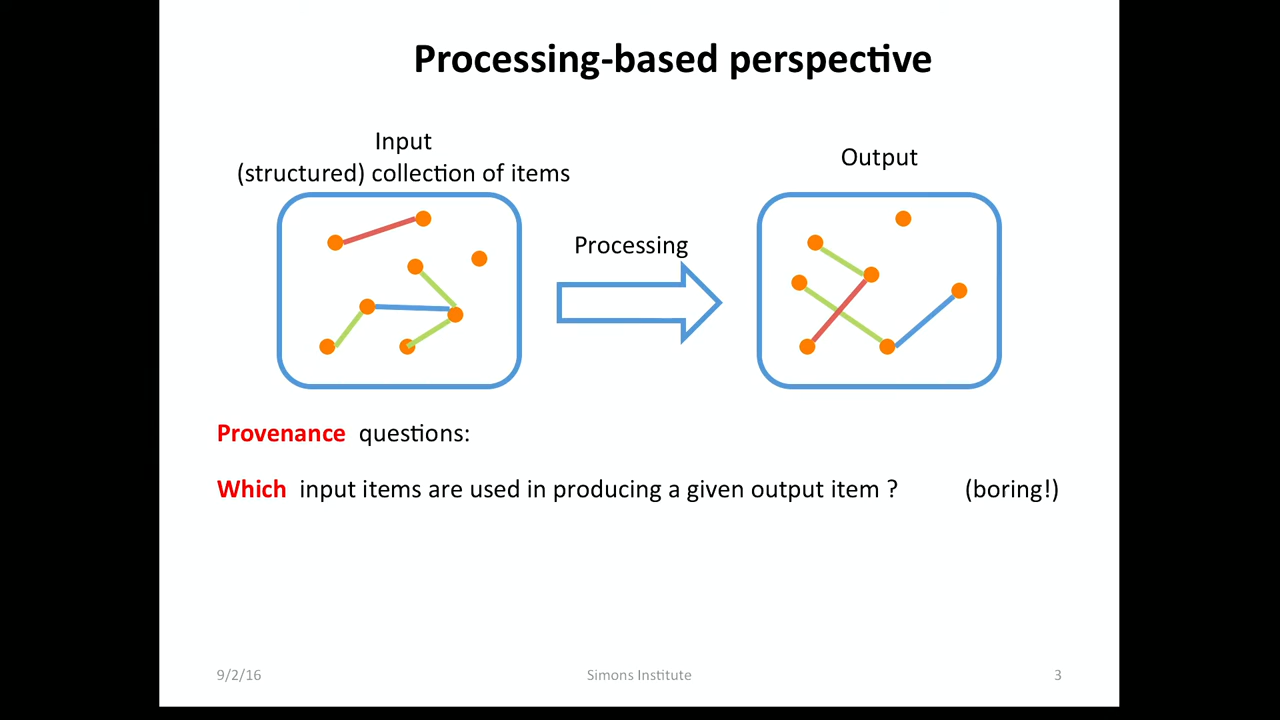 Processing-based perspective
Input
(structured) collection of items
Output
Processing
Provenance questions:
Which input items are used in producing a given output item ? (boring!)
9/2/16 Simons Institute 3